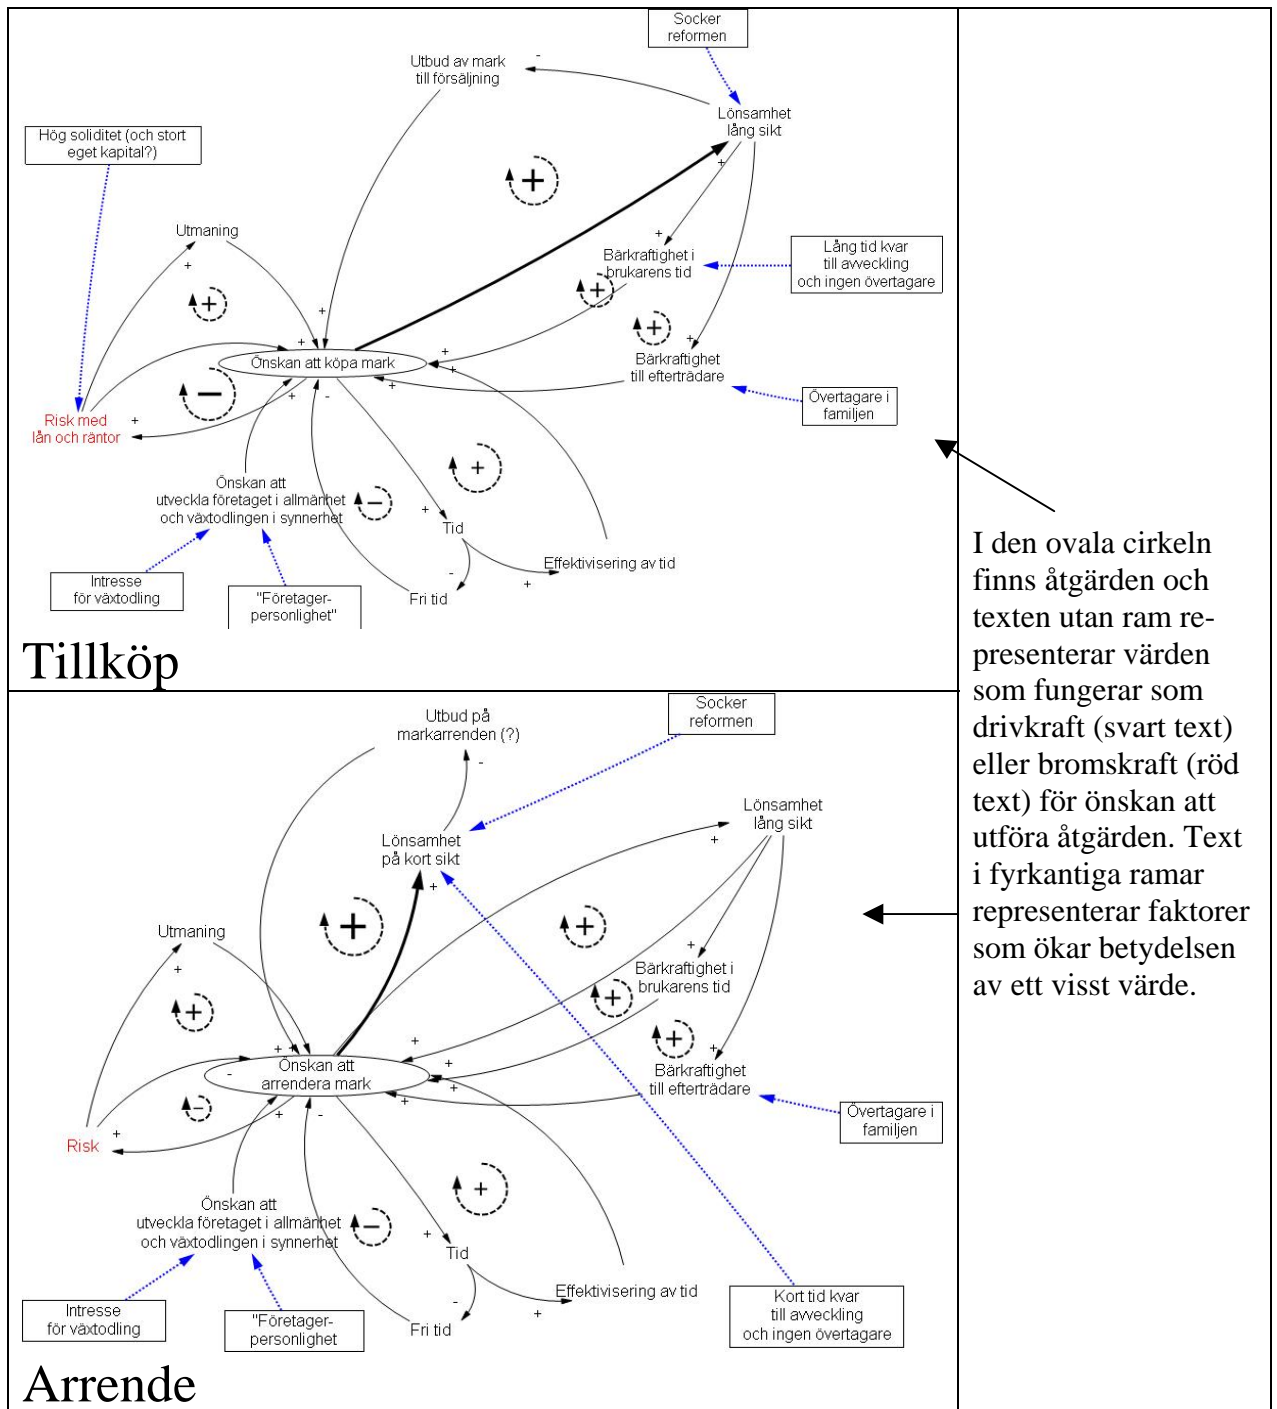 Socker
reformen
Utbud av mark
till försäljning
-
Lönsamhet
lång sikt
Hög soliditet (och stort
eget kapital?)
+
+
Utmaning
+
+
Bärkraftighet i
brukarens tid
Lång tid kvar
till avveckling
och ingen övertagare
+
+
+
+
+
+
+
Önskan att köpa mark
+
+
Bärkraftighet
till efterträdare
Övertagare i
familjen
-
+
+
-
+
Risk med
lån och räntor
+
Önskan att
utveckla företaget i allmänhet
och växtodlingen i synnerhet
-
+
Tid
Effektivisering av tid
-
+
Fri tid
Intresse
för växtodling
"Företager-
personlighet"
Tillköp
I den ovala cirkeln
finns åtgärden och
texten utan ram re-
presenterar värden
som fungerar som
drivkraft (svart text)
eller bromskraft (röd
text) för önskan att
utföra åtgärden. Text
i fyrkantiga ramar
representerar faktorer
som ökar betydelsen
av ett visst värde.
Utbud på
markarrenden (?)
-
Socker
reformen
Lönsamhet
på kort sikt
+
Lönsamhet
lång sikt
+
Utmaning
+
+
+
+
Bärkraftighet i
brukarens tid
+
+
+
+
+
+ +
+
+
Önskan att
arrendera mark
-
Bärkraftighet
till efterträdare
+
+
Övertagare i
familjen
-
+
-
Risk
+
Önskan att
utveckla företaget i allmänhet
och växtodlingen i synnerhet
+
-
+
Tid
Effektivisering av tid
-
+
Fri tid
Intresse
för växtodling
"Företager-
personlighet
Kort tid kvar
till avveckling
och ingen övertagare
Arrende